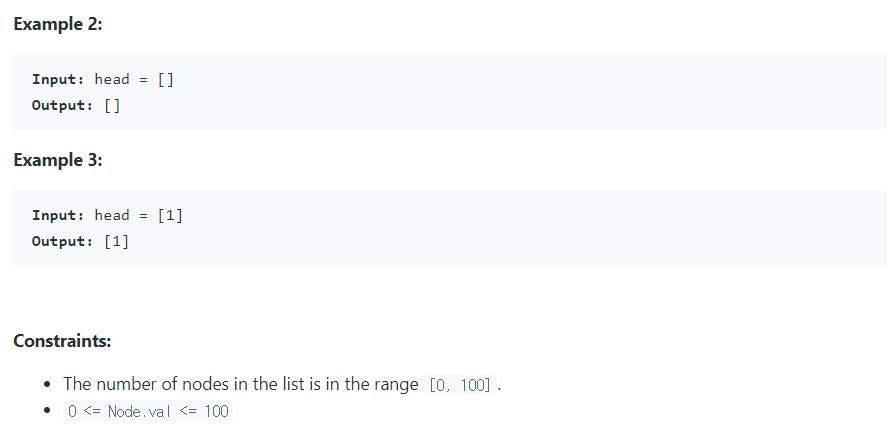 Example 2:
Input: head = []
Output: []
Example 3:
Input: head = [1]
Output: [1]
Constraints:
• The number of nodes in the list is in the range [0, 100] .
• 0 <= Node.val <= 100